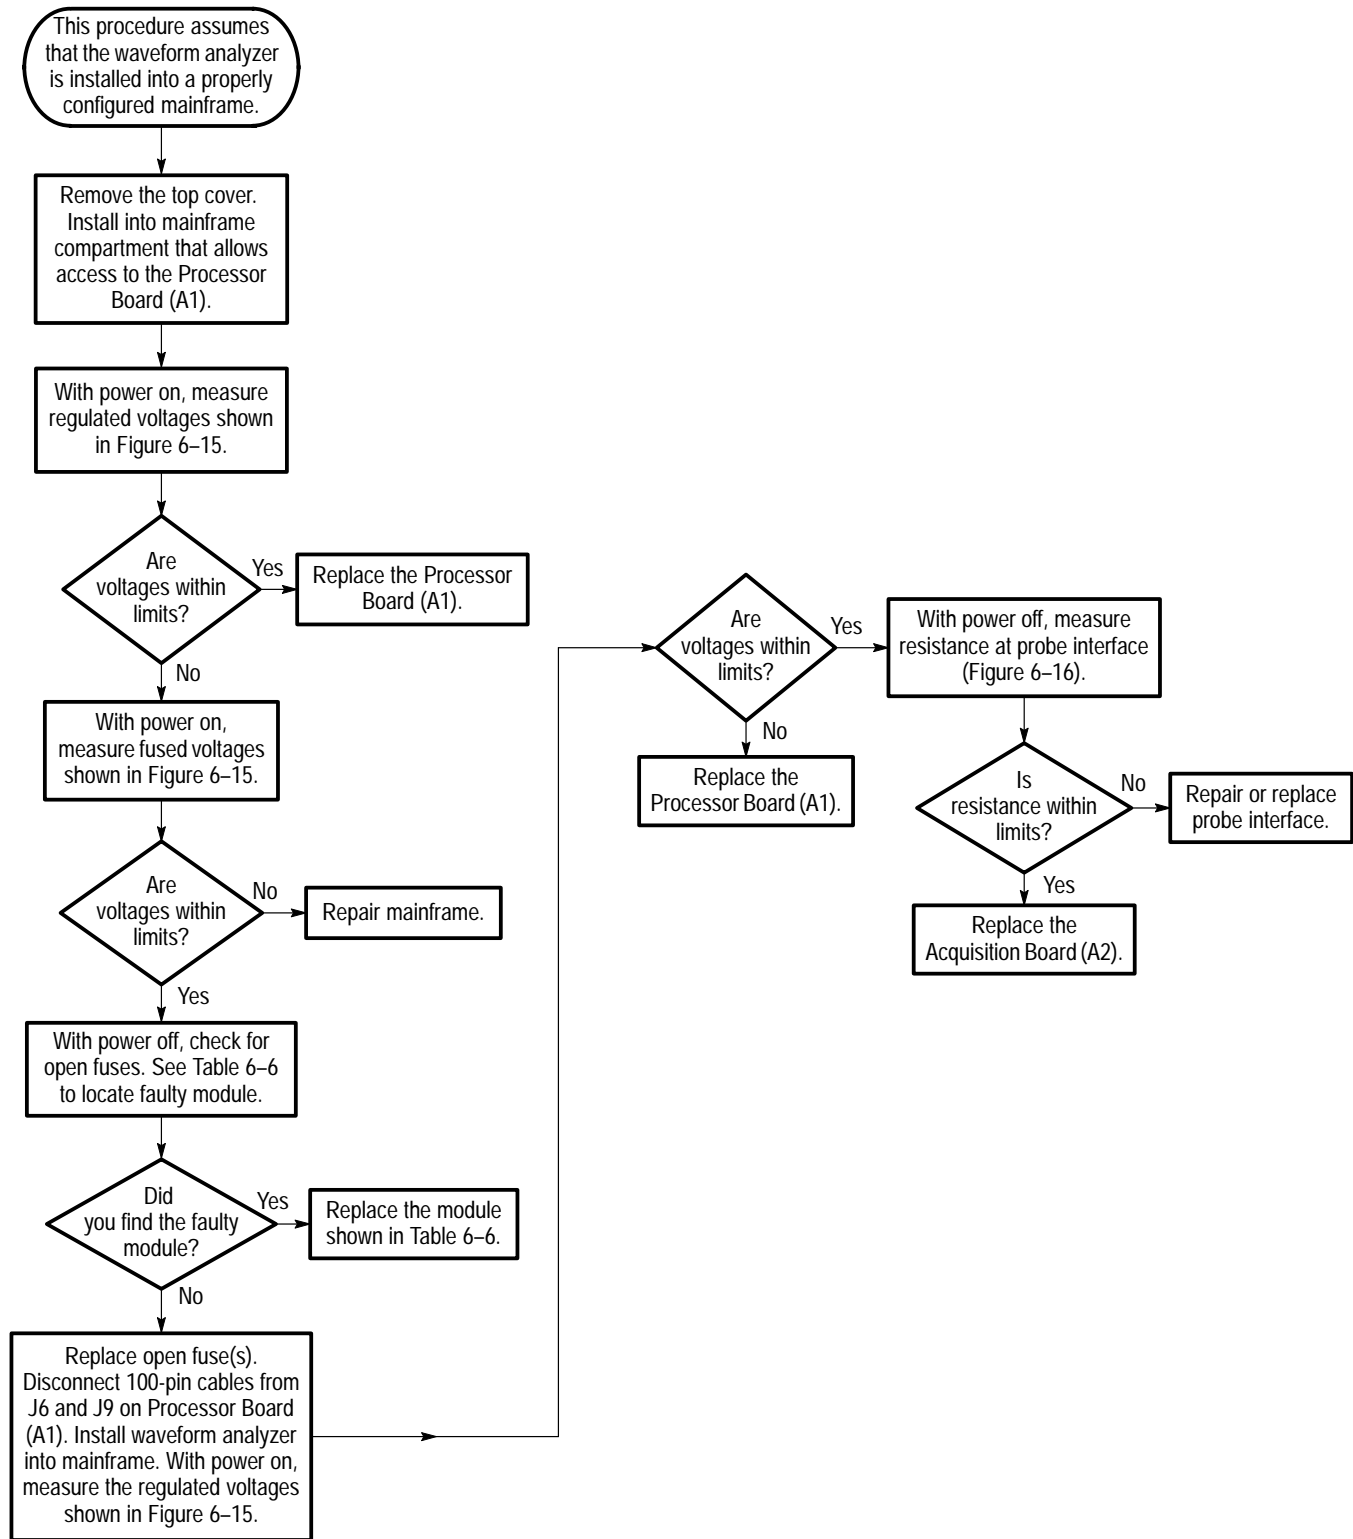 This procedure assumes
that the waveform analyzer
is installed into a properly
configured mainframe.
Remove the top cover.
Install into mainframe
compartment that allows
access to the Processor
Board (A1).
With power on, measure
regulated voltages shown
in Figure 6–15.
Are
voltages within
limits?
Yes
Replace the Processor
Board (A1).
No
With power on,
measure fused voltages
shown in Figure 6–15.
Are
voltages within
limits?
No
Repair mainframe.
Yes
With power off, check for
open fuses. See Table 6–6
to locate faulty module.
Did
you find the faulty
module?
Yes
Replace the module
shown in Table 6–6.
No
Replace open fuse(s).
Disconnect 100-pin cables from
J6 and J9 on Processor Board
(A1). Install waveform analyzer
into mainframe. With power on,
measure the regulated voltages
shown in Figure 6–15.
Are
voltages within
limits?
Yes
With power off, measure
resistance at probe interface
(Figure 6–16).
No
Replace the
Processor Board (A1).
Is
resistance within
limits?
No
Repair or replace
probe interface.
Yes
Replace the
Acquisition Board (A2).